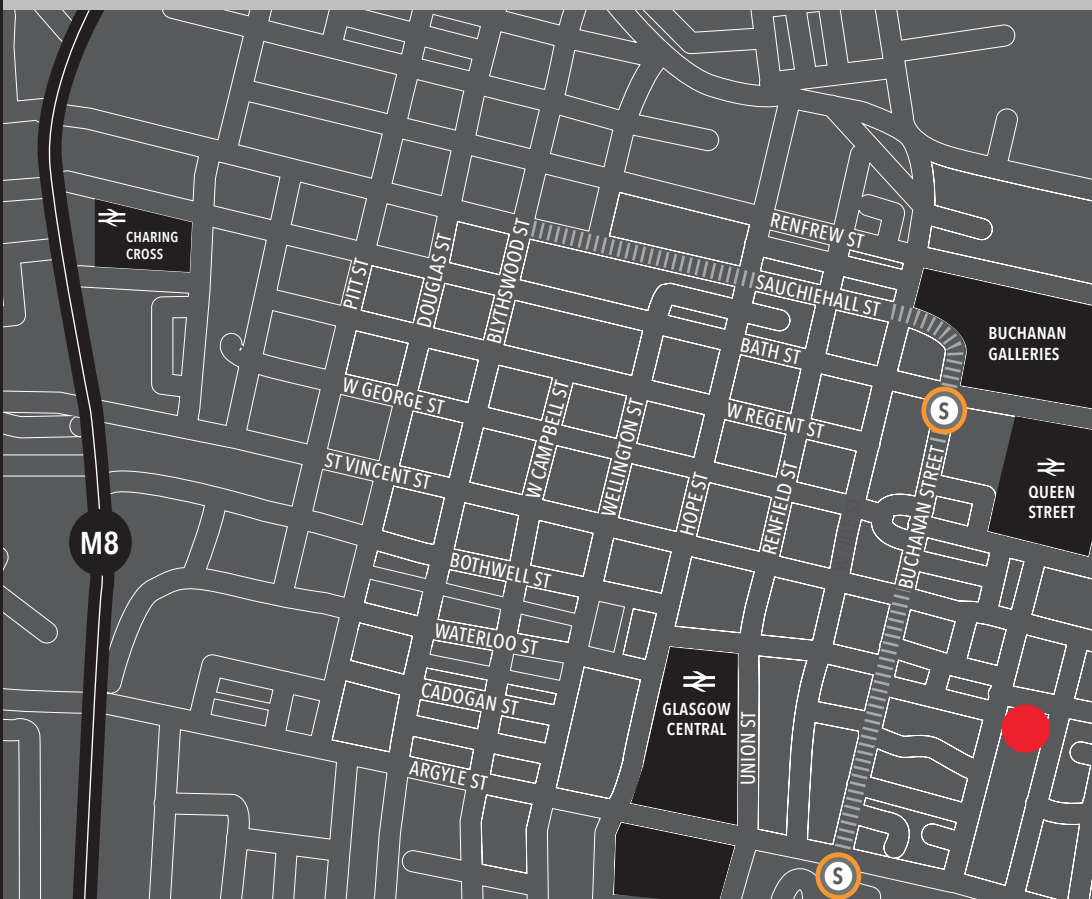 RENFREW ST
CHARING
CROSS
PITT ST
DOUGLAS ST
BLYTHSWOOD ST
SAUCHIEHALL ST
BUCHANAN
GALLERIES
BATH ST
W GEORGE ST
W CAMPBELL ST
WELLINGTON ST
W REGENT ST
S
ST VINCENT ST
HOPE ST
RENFIELD ST
BUCHANAN STREET
QUEEN
STREET
M8
BOTHWELL ST
WATERLOO ST
CADOGAN ST
GLASGOW
CENTRAL
UNION ST
ARGYLE ST
S